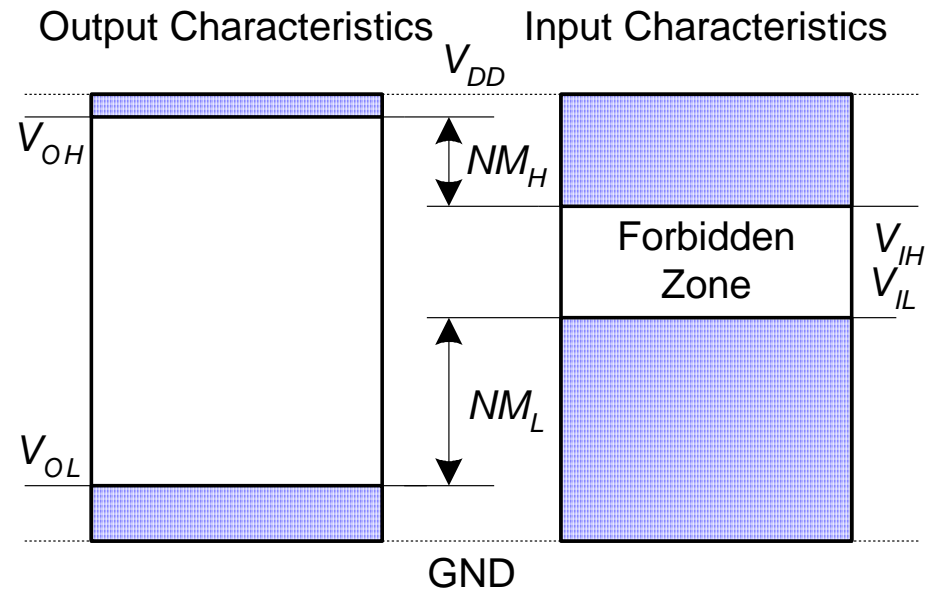 Output Characteristics
Input Characteristics
V_DD
V_OH
NM_H
Forbidden
Zone
V_IH
V_IL
NM_L
V_OL
GND